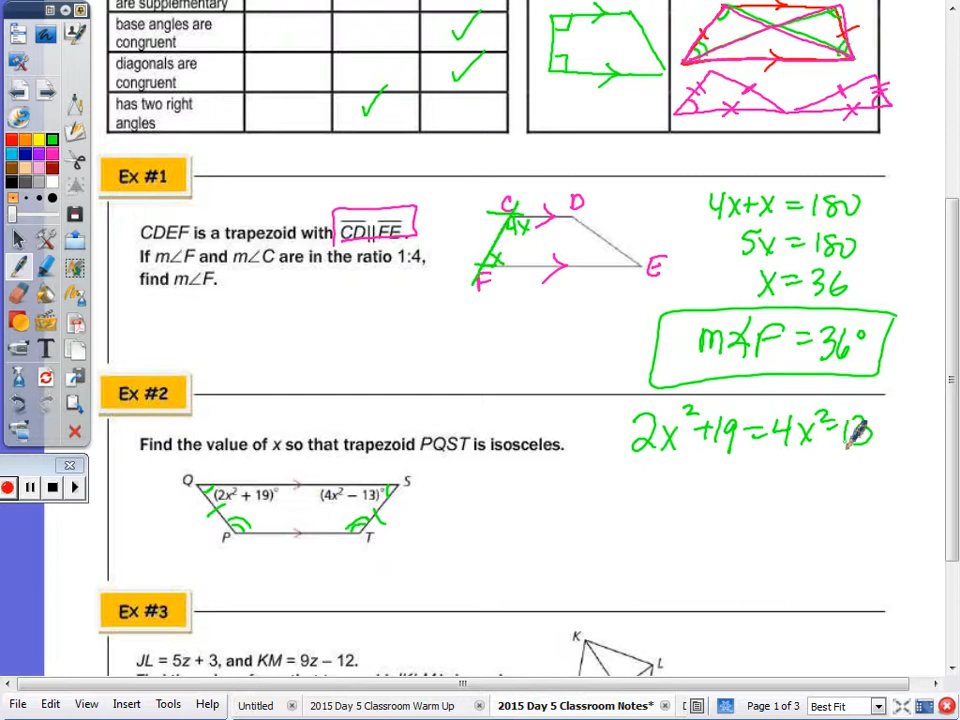 are supplementary
base angles are
congruent
diagonals are
congruent
has two right
angles
Ex #1
CDEF is a trapezoid with CD||FE.
If m∠F and m∠C are in the ratio 1:4,
find m∠F.
C D
4x
x
F E
4x+x = 180
5x = 180
x = 36
m∡F = 36°
Ex #2
2x²+19 = 4x²-13
Find the value of x so that trapezoid PQST is isosceles.
Q S
(2x² + 19)° (4x² − 13)°
P T
Ex #3
K
JL = 5z + 3, and KM = 9z – 12.
L
File Edit View Insert Tools Help Untitled 2015 Day 5 Classroom Warm Up 2015 Day 5 Classroom Notes* Page 1 of 3 Best Fit